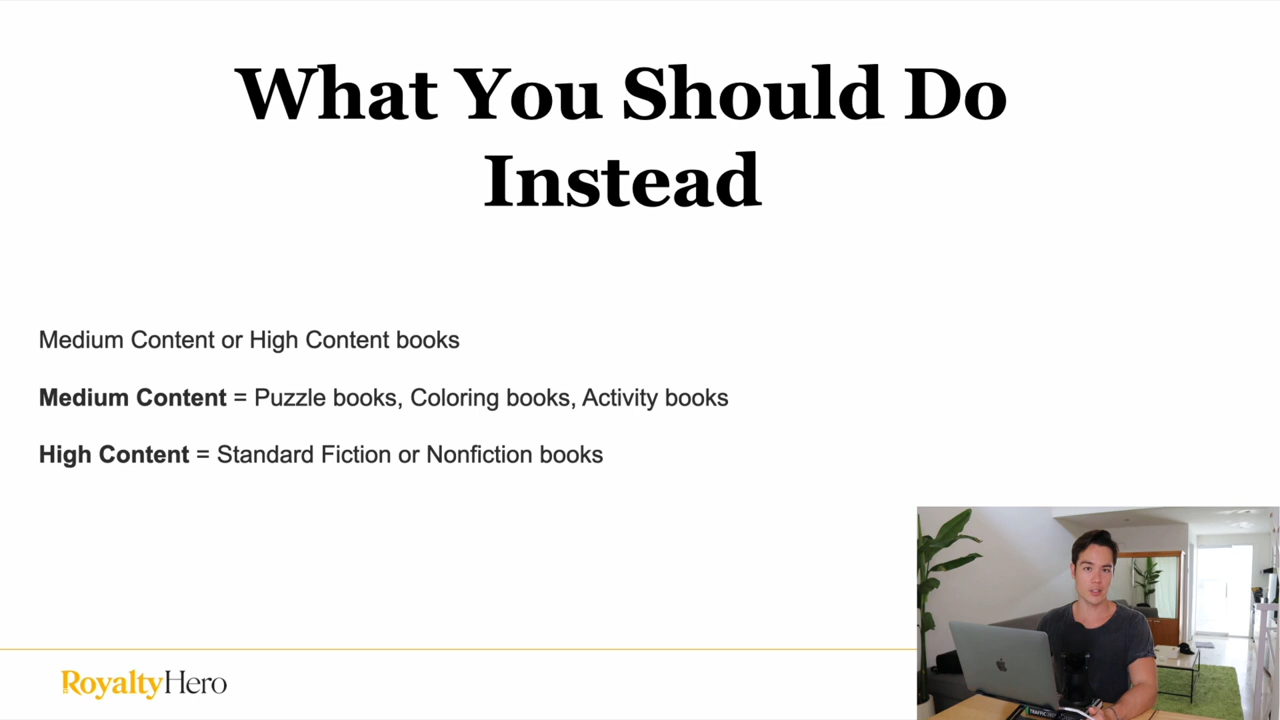 What You Should Do
Instead
Medium Content or High Content books
Medium Content = Puzzle books, Coloring books, Activity books
High Content = Standard Fiction or Nonfiction books
RoyaltyHero